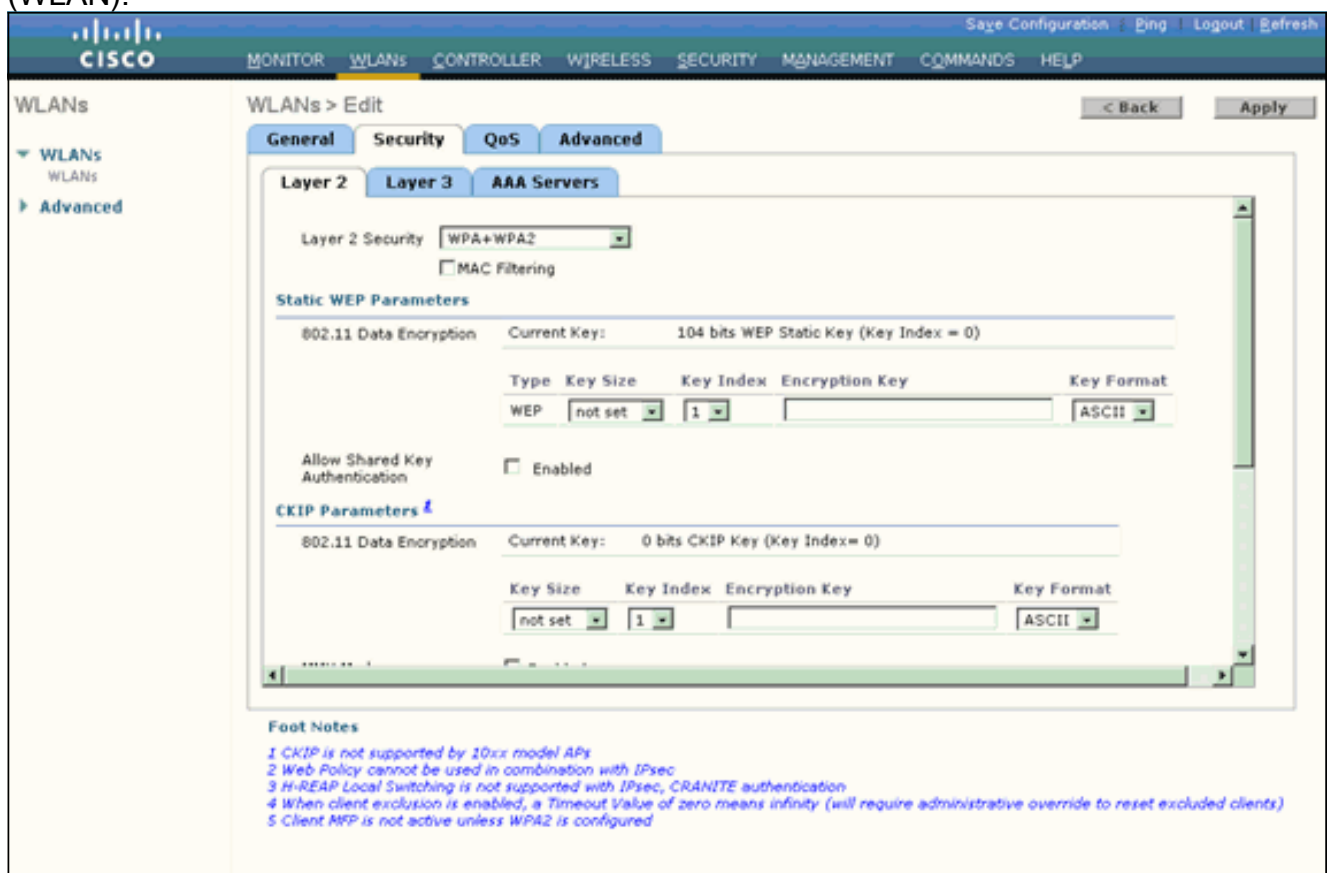 (WLAN).
Save Configuration | Ping | Logout | Refresh
CISCO
MONITOR WLANs CONTROLLER WIRELESS SECURITY MANAGEMENT COMMANDS HELP
WLANs
WLANs > Edit
< Back
Apply
General Security QoS Advanced
WLANs
WLANs
Advanced
Layer 2 Layer 3 AAA Servers
Layer 2 Security WPA+WPA2
MAC Filtering
Static WEP Parameters
802.11 Data Encryption Current Key: 104 bits WEP Static Key (Key Index = 0)
Type Key Size Key Index Encryption Key Key Format
WEP not set 1 ASCII
Allow Shared Key
Authentication
Enabled
CKIP Parameters 1
802.11 Data Encryption Current Key: 0 bits CKIP Key (Key Index= 0)
Key Size Key Index Encryption Key Key Format
not set 1 ASCII
Foot Notes
1 CKIP is not supported by 10xx model APs
2 Web Policy cannot be used in combination with IPsec
3 H-REAP Local Switching is not supported with IPsec, CRANITE authentication
4 When client exclusion is enabled, a Timeout Value of zero means infinity (will require administrative override to reset excluded clients)
5 Client MFP is not active unless WPA2 is configured